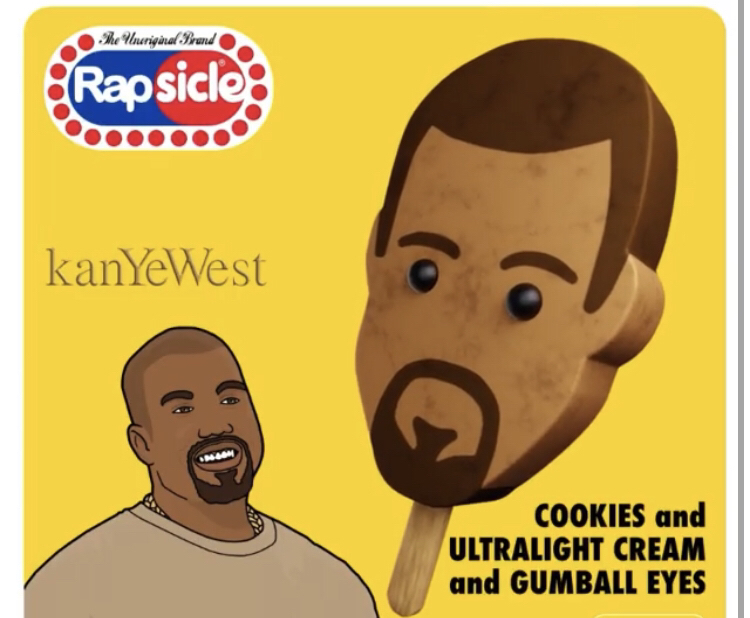 The Unoriginal Brand
Rapsicle®
kanYeWest
COOKIES and
ULTRALIGHT CREAM
and GUMBALL EYES